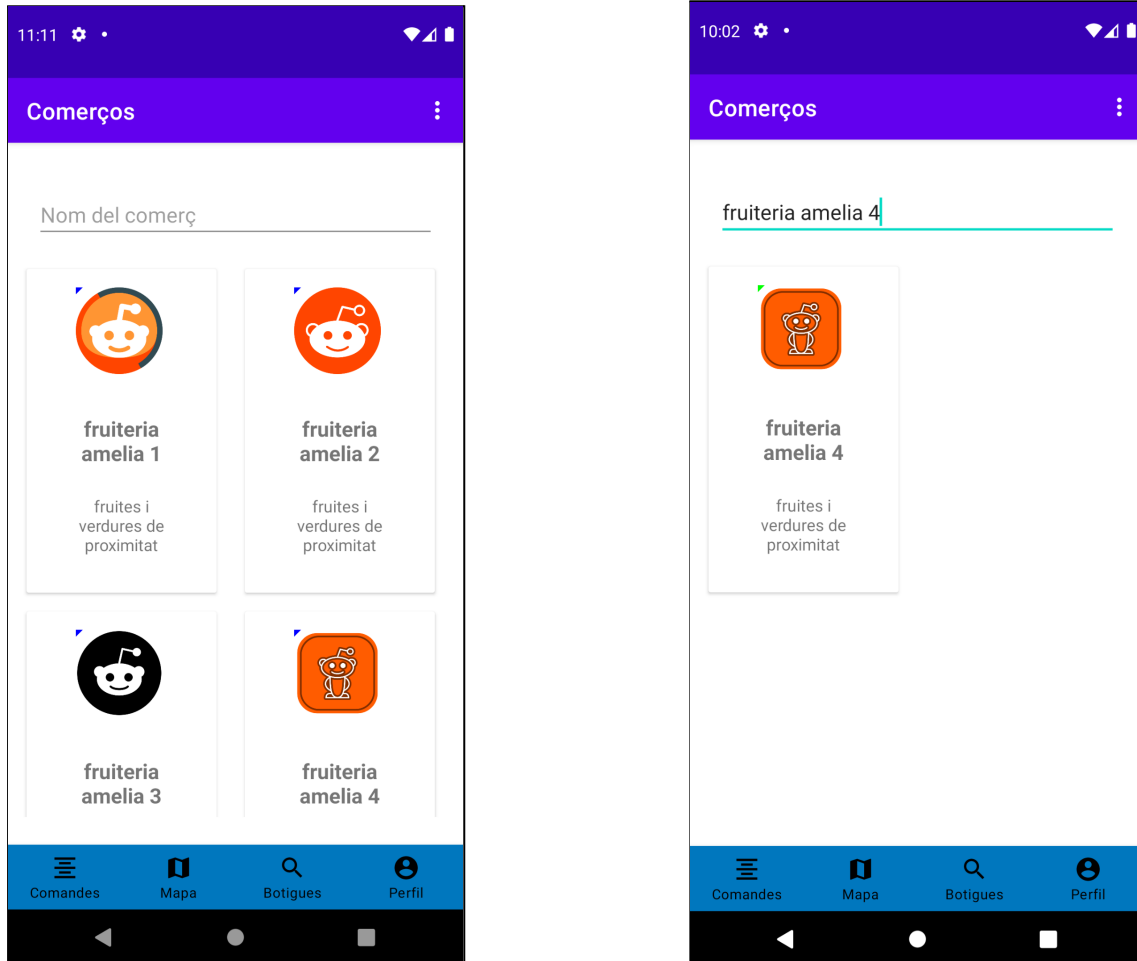 11:11
Comerços
Nom del comerç
fruiteria
amelia 1
fruites i
verdures de
proximitat
fruiteria
amelia 2
fruites i
verdures de
proximitat
fruiteria
amelia 3
fruiteria
amelia 4
Comandes
Mapa
Botigues
Perfil
10:02
Comerços
fruiteria amelia 4
fruiteria
amelia 4
fruites i
verdures de
proximitat
Comandes
Mapa
Botigues
Perfil